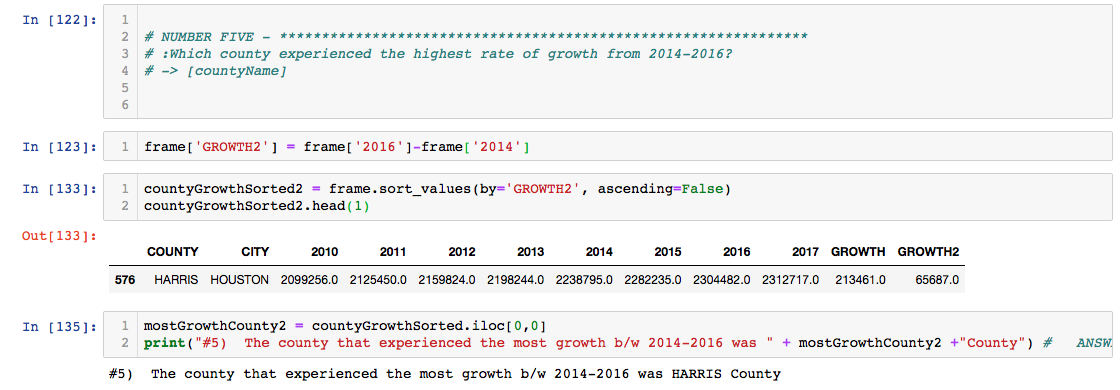 In [122]:
1
2 # NUMBER FIVE - **************************************************************
3 # :Which county experienced the highest rate of growth from 2014-2016?
4 # -> [countyName]
5
6
In [123]:
1 frame['GROWTH2'] = frame['2016']-frame['2014']
In [133]:
1 countyGrowthSorted2 = frame.sort_values(by='GROWTH2', ascending=False)
2 countyGrowthSorted2.head(1)
Out[133]:
COUNTY CITY 2010 2011 2012 2013 2014 2015 2016 2017 GROWTH GROWTH2
576 HARRIS HOUSTON 2099256.0 2125450.0 2159824.0 2198244.0 2238795.0 2282235.0 2304482.0 2312717.0 213461.0 65687.0
In [135]:
1 mostGrowthCounty2 = countyGrowthSorted.iloc[0,0]
2 print("#5)  The county that experienced the most growth b/w 2014-2016 was " + mostGrowthCounty2 +"County") #   ANSW
#5)  The county that experienced the most growth b/w 2014-2016 was HARRIS County